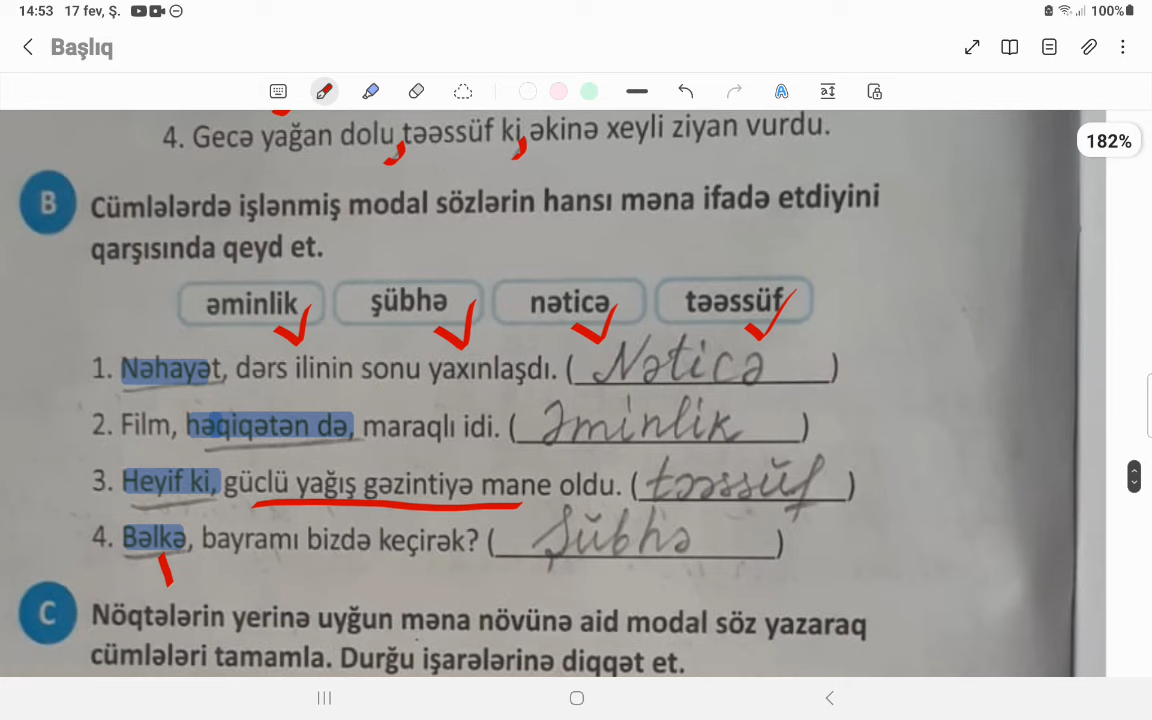 14:53 17 fev, Ş. 100%
Başlıq
4. Gecə yağan dolu, təəssüf ki, əkinə xeyli ziyan vurdu.
182%
B Cümlələrdə işlənmiş modal sözlərin hansı məna ifadə etdiyini
qarşısında qeyd et.
əminlik şübhə nəticə təəssüf
1. Nəhayət, dərs ilinin sonu yaxınlaşdı. (Nəticə)
2. Film, həqiqətən də, maraqlı idi. (Əminlik)
3. Heyif ki, güclü yağış gəzintiyə mane oldu. (təəssüf)
4. Bəlkə, bayramı bizdə keçirək? (Şübhə)
C Nöqtələrin yerinə uyğun məna növünə aid modal söz yazaraq
cümlələri tamamla. Durğu işarələrinə diqqət et.